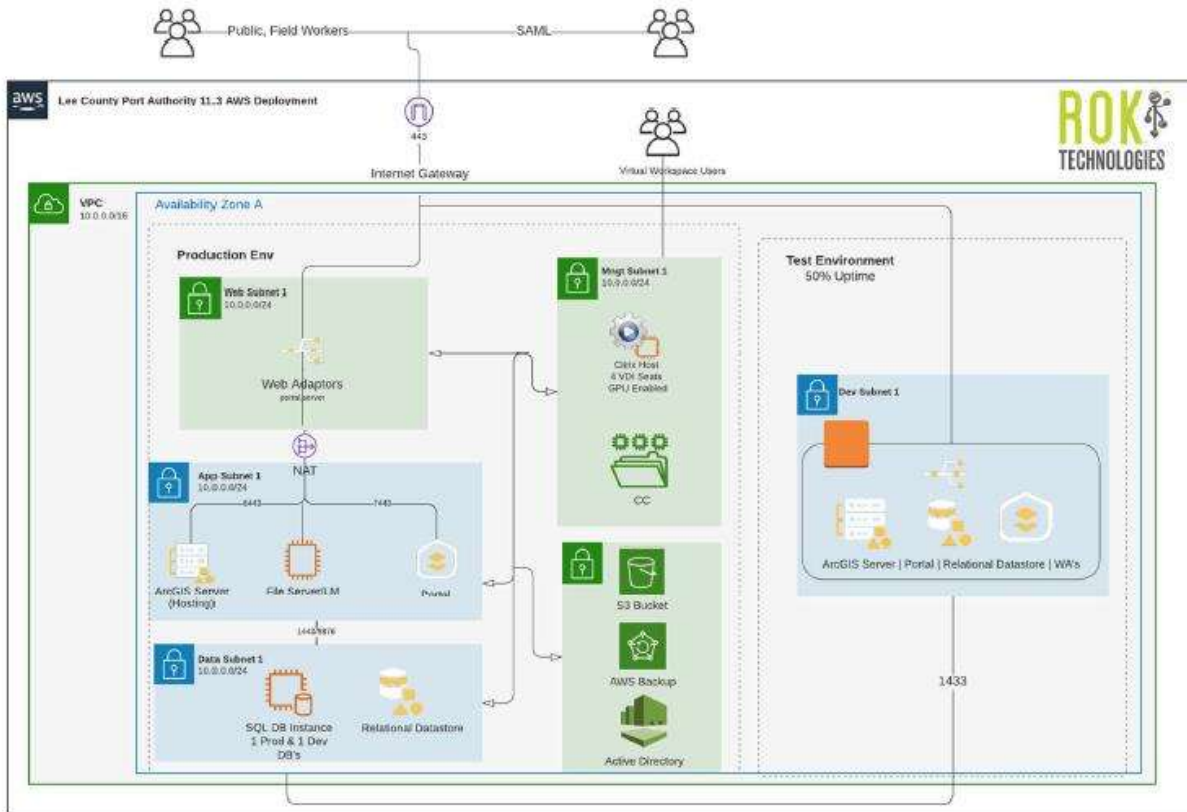 Public, Field Workers
SAML
aws
Lee County Port Authority 11.3 AWS Deployment
ROK
TECHNOLOGIES
443
Internet Gateway
Virtual Workspace Users
VPC
10.0.0.0/16
Availability Zone A
Production Env
Web Subnet 1
10.0.0.0/24
Web Adaptors
portal/server
NAT
App Subnet 1
10.0.0.0/24
6443
7443
ArcGIS Server
(Hosting)
File Server/LM
Portal
Data Subnet 1
10.0.0.0/24
SQL DB Instance
1 Prod & 1 Dev
DB's
Relational Datastore
Mngt Subnet 1
10.0.0.0/24
Citrix Host
4 VDI Seats
GPU Enabled
CC
S3 Bucket
AWS Backup
Active Directory
Test Environment
50% Uptime
Dev Subnet 1
ArcGIS Server | Portal | Relational Datastore | WA's
1433